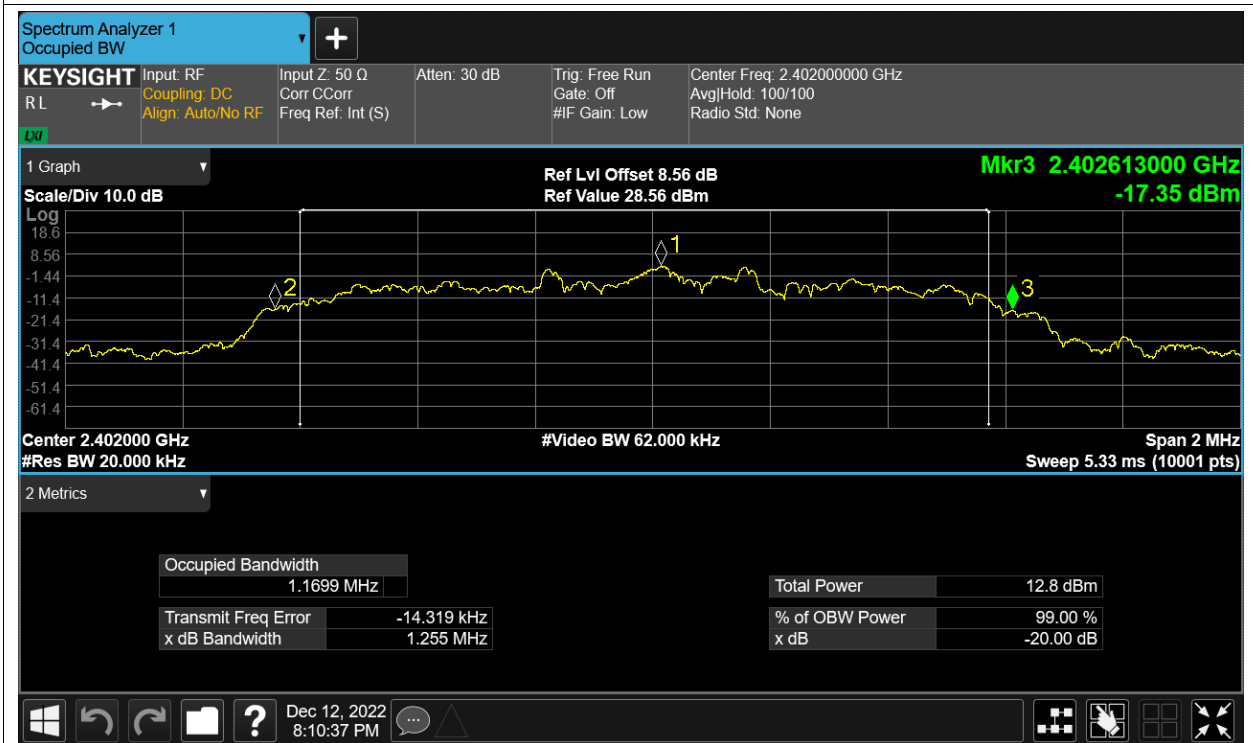 Spectrum Analyzer 1
Occupied BW
KEYSIGHT
R L
LXI
Input: RF
Coupling: DC
Align: Auto/No RF
Input Z: 50 Ω
Corr CCorr
Freq Ref: Int (S)
Atten: 30 dB
Trig: Free Run
Gate: Off
#IF Gain: Low
Center Freq: 2.402000000 GHz
Avg|Hold: 100/100
Radio Std: None
1 Graph
Scale/Div 10.0 dB
Ref Lvl Offset 8.56 dB
Ref Value 28.56 dBm
Mkr3 2.402613000 GHz
-17.35 dBm
Log
18.6
8.56
-1.44
-11.4
-21.4
-31.4
-41.4
-51.4
-61.4
1
2
3
Center 2.402000 GHz
#Res BW 20.000 kHz
#Video BW 62.000 kHz
Span 2 MHz
Sweep 5.33 ms (10001 pts)
2 Metrics
Occupied Bandwidth
1.1699 MHz
Transmit Freq Error -14.319 kHz
x dB Bandwidth 1.255 MHz
Total Power 12.8 dBm
% of OBW Power 99.00 %
x dB -20.00 dB
?
Dec 12, 2022
8:10:37 PM